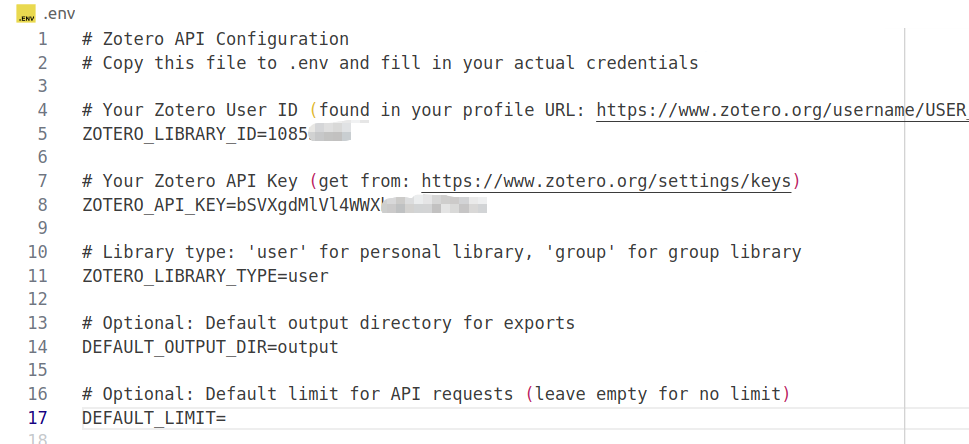 .ENV .env
1 # Zotero API Configuration
2 # Copy this file to .env and fill in your actual credentials
3
4 # Your Zotero User ID (found in your profile URL: https://www.zotero.org/username/USER_
5 ZOTERO_LIBRARY_ID=1085
6
7 # Your Zotero API Key (get from: https://www.zotero.org/settings/keys)
8 ZOTERO_API_KEY=bSVXgdMlVl4WWX
9
10 # Library type: 'user' for personal library, 'group' for group library
11 ZOTERO_LIBRARY_TYPE=user
12
13 # Optional: Default output directory for exports
14 DEFAULT_OUTPUT_DIR=output
15
16 # Optional: Default limit for API requests (leave empty for no limit)
17 DEFAULT_LIMIT=
18